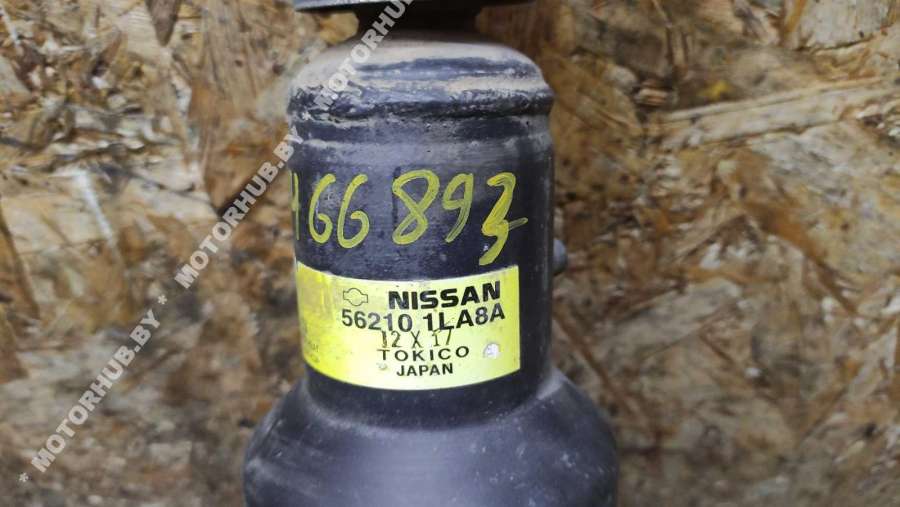 466893
NISSAN
56210 1LA8A
12 X 17
TOKICO
JAPAN
* MOTORHUB.BY * MOTORHUB.BY * MOTORHUB.BY